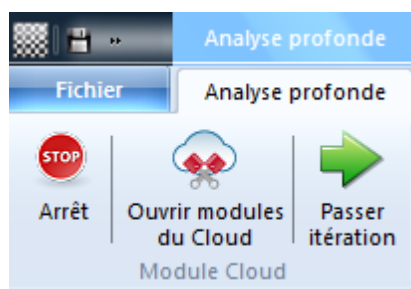 Analyse profonde
Fichier
Analyse profonde
STOP
Arrêt
Ouvrir modules
du Cloud
Passer
itération
Module Cloud